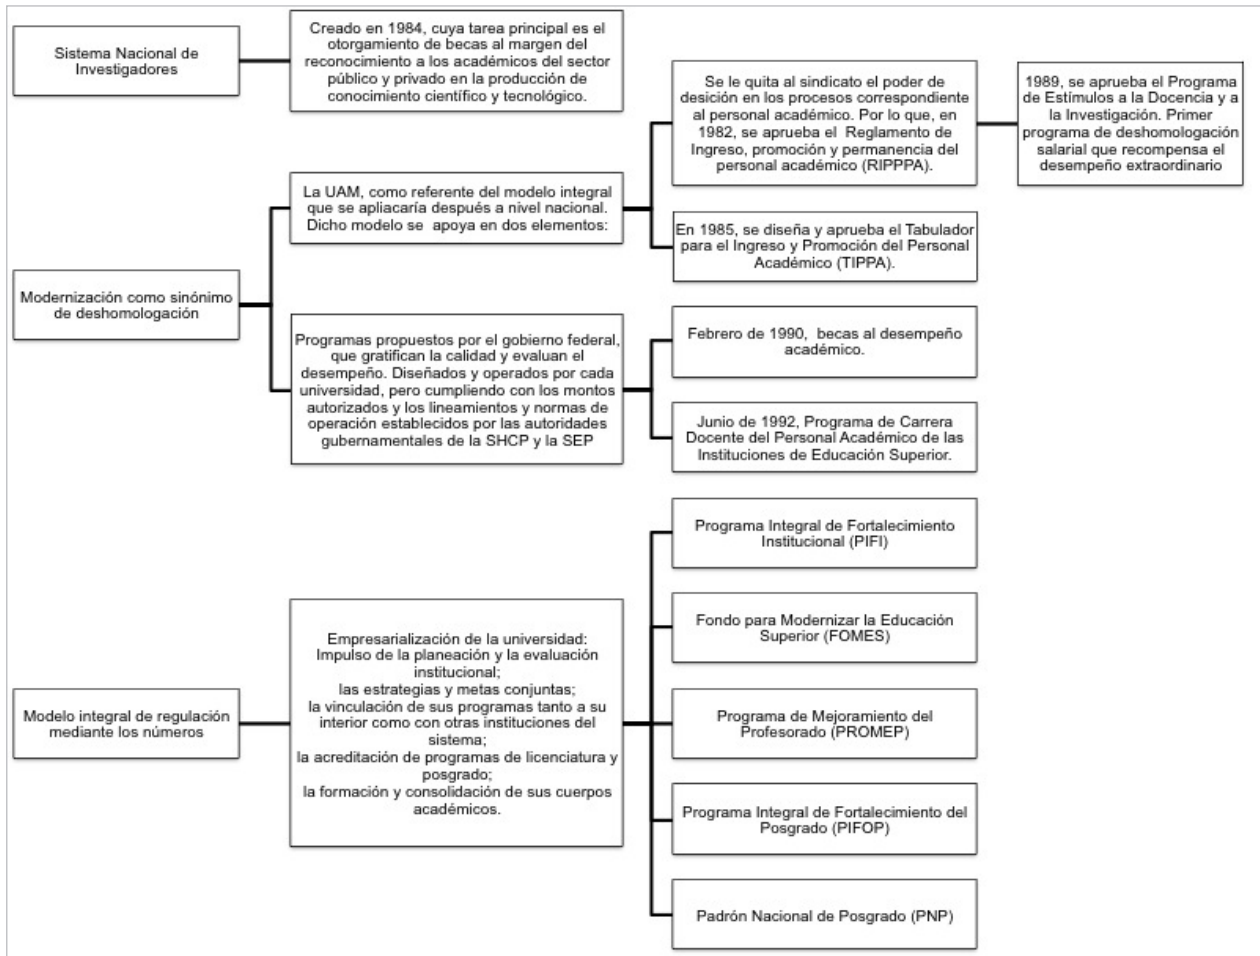 Sistema Nacional de
Investigadores
Creado en 1984, cuya tarea principal es el
otorgamiento de becas al margen del
reconocimiento a los académicos del sector
público y privado en la producción de
conocimiento científico y tecnológico.
Modernización como sinónimo
de deshomologación
La UAM, como referente del modelo integral
que se apliacaría después a nivel nacional.
Dicho modelo se apoya en dos elementos:
Se le quita al sindicato el poder de
desición en los procesos correspondiente
al personal académico. Por lo que, en
1982, se aprueba el Reglamento de
Ingreso, promoción y permanencia del
personal académico (RIPPPA).
1989, se aprueba el Programa
de Estímulos a la Docencia y a
la Investigación. Primer
programa de deshomologación
salarial que recompensa el
desempeño extraordinario
En 1985, se diseña y aprueba el Tabulador
para el Ingreso y Promoción del Personal
Académico (TIPPA).
Programas propuestos por el gobierno federal,
que gratifican la calidad y evaluan el
desempeño. Diseñados y operados por cada
universidad, pero cumpliendo con los montos
autorizados y los lineamientos y normas de
operación establecidos por las autoridades
gubernamentales de la SHCP y la SEP
Febrero de 1990, becas al desempeño
académico.
Junio de 1992, Programa de Carrera
Docente del Personal Académico de las
Instituciones de Educación Superior.
Modelo integral de regulación
mediante los números
Empresarialización de la universidad:
Impulso de la planeación y la evaluación
institucional;
las estrategias y metas conjuntas;
la vinculación de sus programas tanto a su
interior como con otras instituciones del
sistema;
la acreditación de programas de licenciatura y
posgrado;
la formación y consolidación de sus cuerpos
académicos.
Programa Integral de Fortalecimiento
Institucional (PIFI)
Fondo para Modernizar la Educación
Superior (FOMES)
Programa de Mejoramiento del
Profesorado (PROMEP)
Programa Integral de Fortalecimiento del
Posgrado (PIFOP)
Padrón Nacional de Posgrado (PNP)